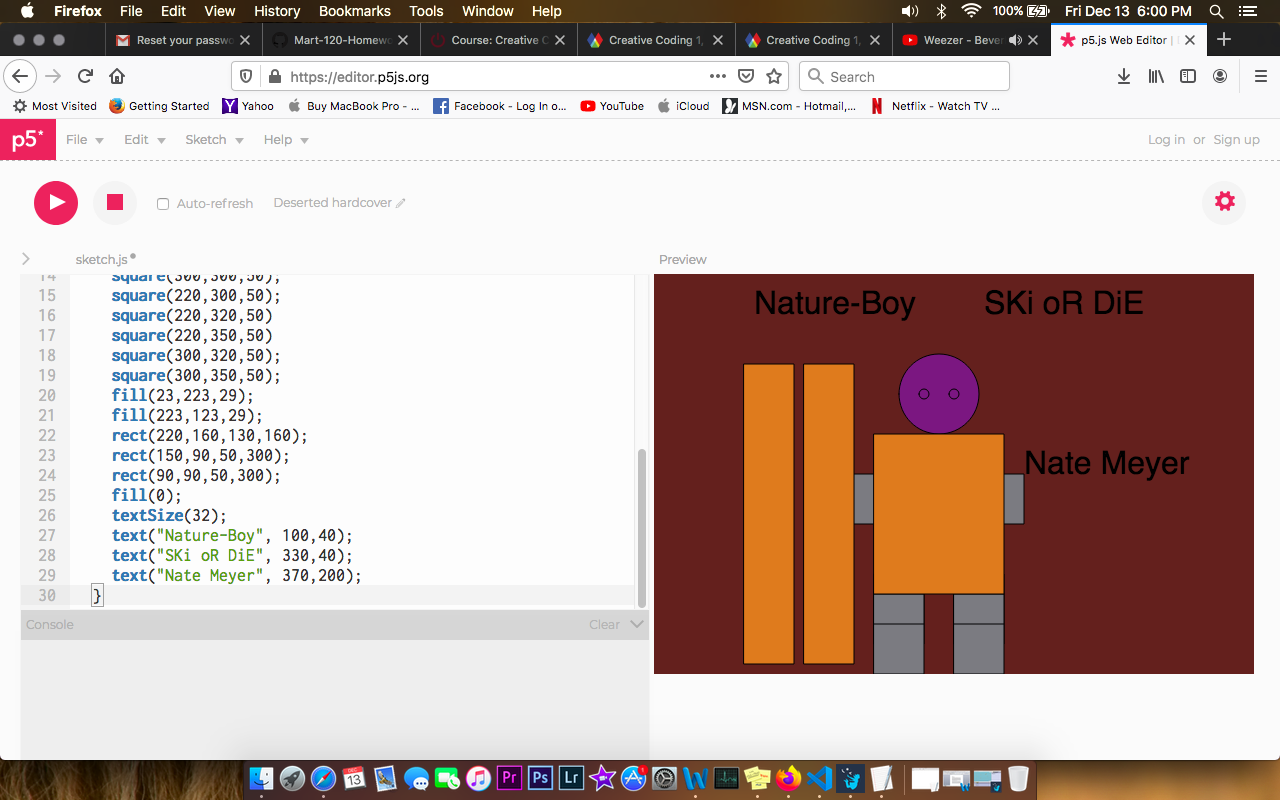 Firefox File Edit View History Bookmarks Tools Window Help 100% Fri Dec 13 6:00 PM
Reset your passwo Mart-120-Homewo Course: Creative C Creative Coding 1, Creative Coding 1, Weezer - Bever p5.js Web Editor |
https://editor.p5js.org Search
Most Visited Getting Started Yahoo Buy MacBook Pro - ... Facebook - Log In o... YouTube iCloud MSN.com - Hotmail,... Netflix - Watch TV ...
p5* File Edit Sketch Help Log in or Sign up
Auto-refresh Deserted hardcover
sketch.js Preview
14 square(300,300,50);
15 square(220,300,50);
16 square(220,320,50)
17 square(220,350,50)
18 square(300,320,50);
19 square(300,350,50);
20 fill(23,223,29);
21 fill(223,123,29);
22 rect(220,160,130,160);
23 rect(150,90,50,300);
24 rect(90,90,50,300);
25 fill(0);
26 textSize(32);
27 text("Nature-Boy", 100,40);
28 text("SKi oR DiE", 330,40);
29 text("Nate Meyer", 370,200);
30 }
Console Clear
Nature-Boy SKi oR DiE
Nate Meyer
DEC 13 Pr Ps Lr